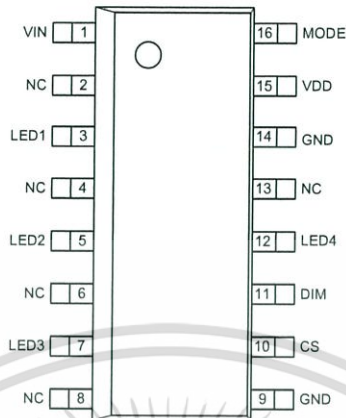 VIN 1 16 MODE
NC 2 15 VDD
LED1 3 14 GND
NC 4 13 NC
LED2 5 12 LED4
NC 6 11 DIM
LED3 7 10 CS
NC 8 9 GND